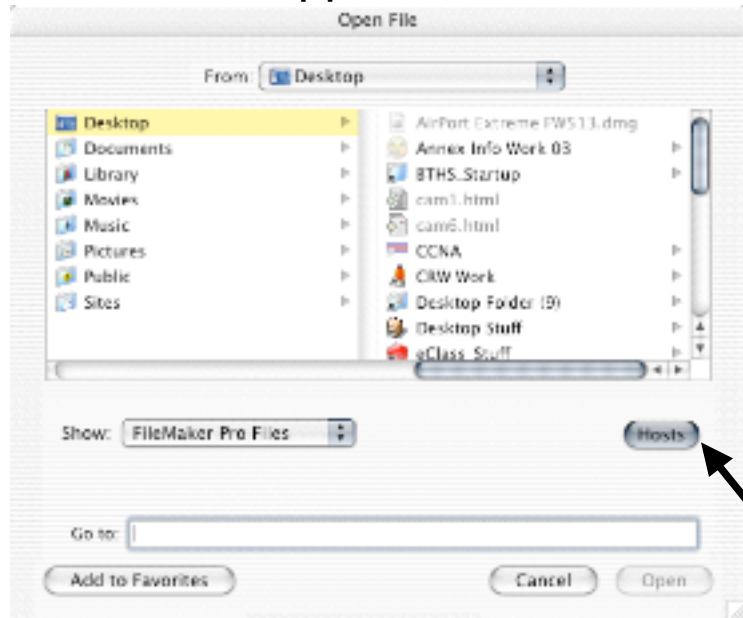 Open File
From: Desktop
Desktop
Documents
Library
Movies
Music
Pictures
Public
Sites
AirPort Extreme FW513.dmg
Annex Info Work 03
BTHS_Startup
cam1.html
cam6.html
CCNA
CRW Work
Desktop Folder (9)
Desktop Stuff
eClass_Stuff
Show: FileMaker Pro Files
Hosts
Go to:
Add to Favorites
Cancel
Open